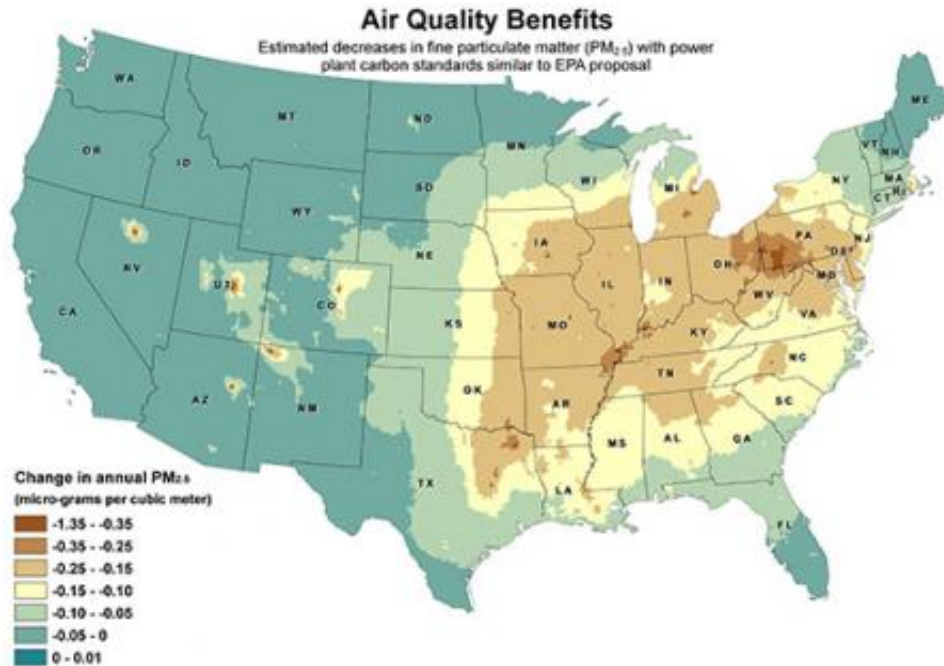 Air Quality Benefits
Estimated decreases in fine particulate matter (PM2.5) with power
plant carbon standards similar to EPA proposal
WA
MT
ND
ME
OR
ID
MN
VT
NH
SD
WI
NY
MA
WY
MI
CT
RI
NE
IA
PA
NJ
NV
UT
IL
IN
OH
DE
CO
MD
CA
KS
MO
WV
KY
VA
TN
NC
AZ
NM
OK
AR
SC
MS
AL
GA
TX
LA
FL
Change in annual PM2.5
(micro-grams per cubic meter)
-1.35 - -0.35
-0.35 - -0.25
-0.25 - -0.15
-0.15 - -0.10
-0.10 - -0.05
-0.05 - 0
0 - 0.01